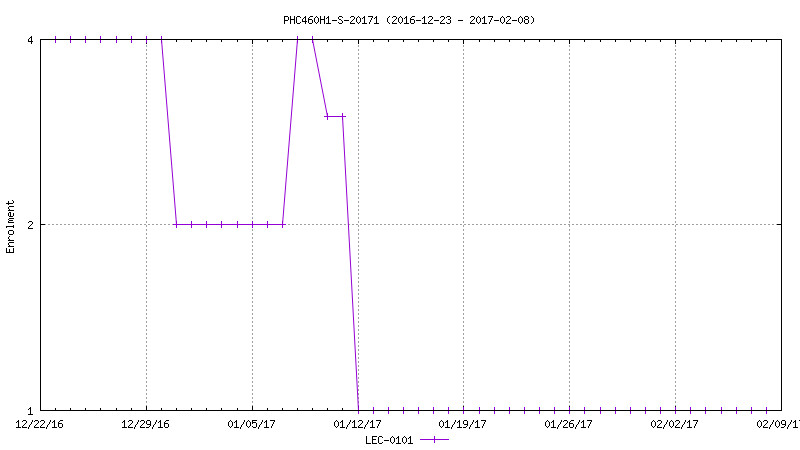 PHC460H1-S-20171 (2016-12-23 - 2017-02-08)
4
2
1
Enrolment
12/22/16 12/29/16 01/05/17 01/12/17 01/19/17 01/26/17 02/02/17 02/09/1
LEC-0101